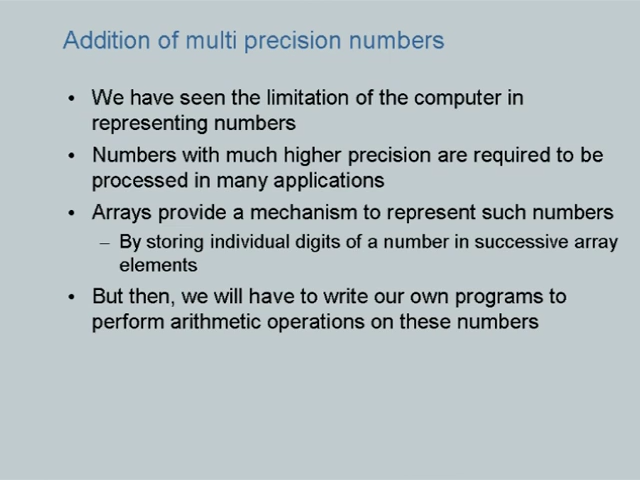 Addition of multi precision numbers
• We have seen the limitation of the computer in
representing numbers
• Numbers with much higher precision are required to be
processed in many applications
• Arrays provide a mechanism to represent such numbers
– By storing individual digits of a number in successive array
elements
• But then, we will have to write our own programs to
perform arithmetic operations on these numbers